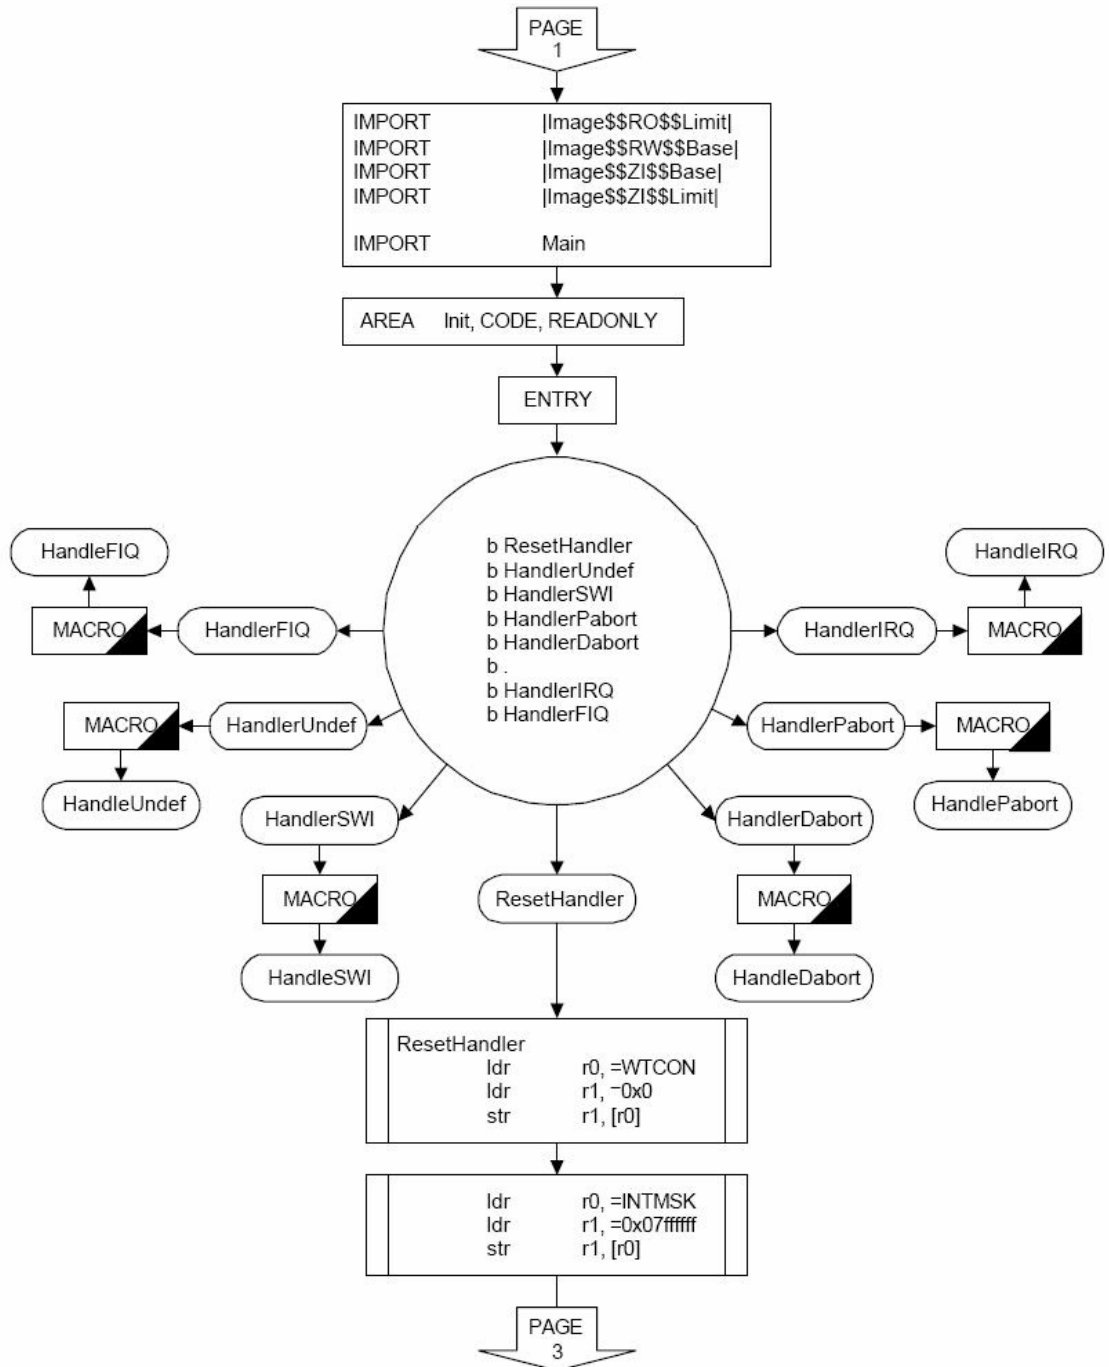 PAGE
1
IMPORT |Image$$RO$$Limit|
IMPORT |Image$$RW$$Base|
IMPORT |Image$$ZI$$Base|
IMPORT |Image$$ZI$$Limit|
IMPORT Main
AREA Init, CODE, READONLY
ENTRY
b ResetHandler
b HandlerUndef
b HandlerSWI
b HandlerPabort
b HandlerDabort
b .
b HandlerIRQ
b HandlerFIQ
HandleFIQ
MACRO
HandlerFIQ
HandleIRQ
HandlerIRQ
MACRO
MACRO
HandlerUndef
HandleUndef
HandlerPabort
MACRO
HandlePabort
HandlerSWI
MACRO
HandleSWI
ResetHandler
HandlerDabort
MACRO
HandleDabort
ResetHandler
ldr r0, =WTCON
ldr r1, =0x0
str r1, [r0]
ldr r0, =INTMSK
ldr r1, =0x07ffffff
str r1, [r0]
PAGE
3